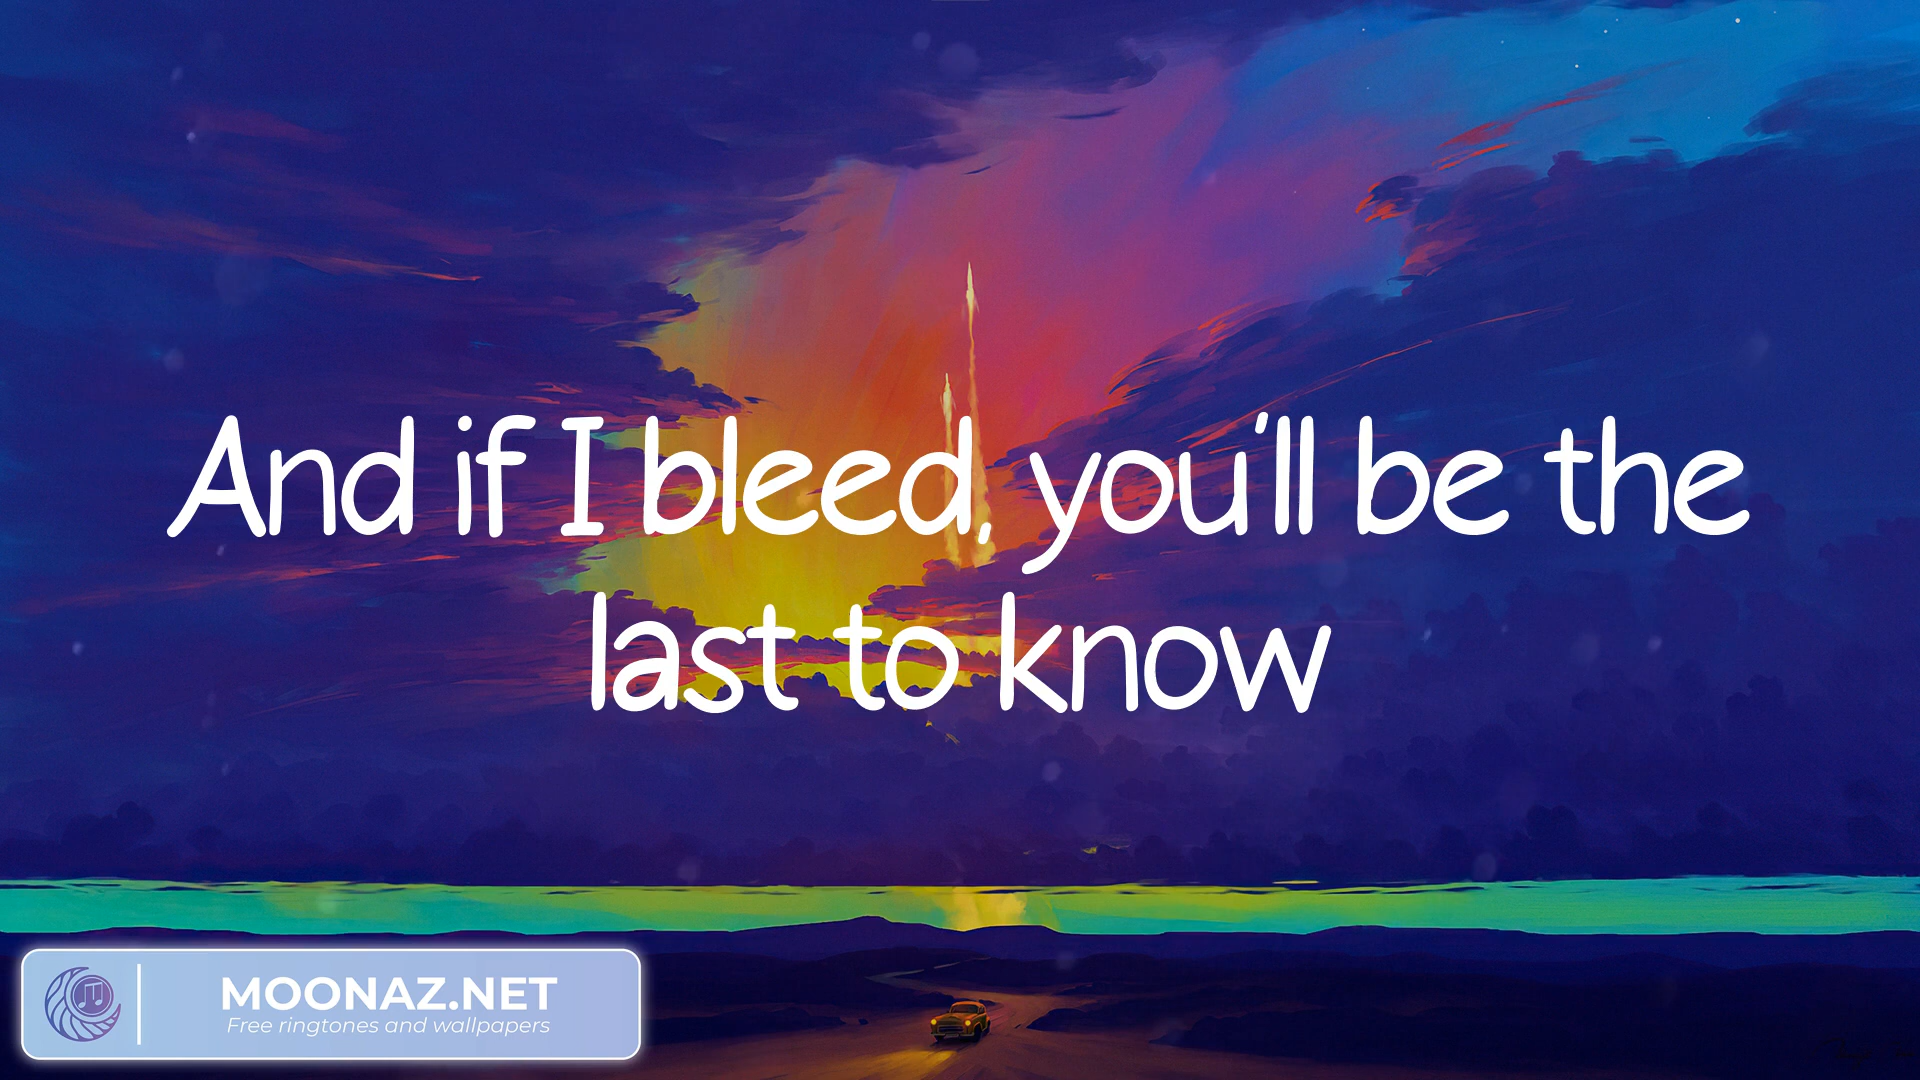 And if I bleed, you'll be the
last to know
MOONAZ.NET
Free ringtones and wallpapers